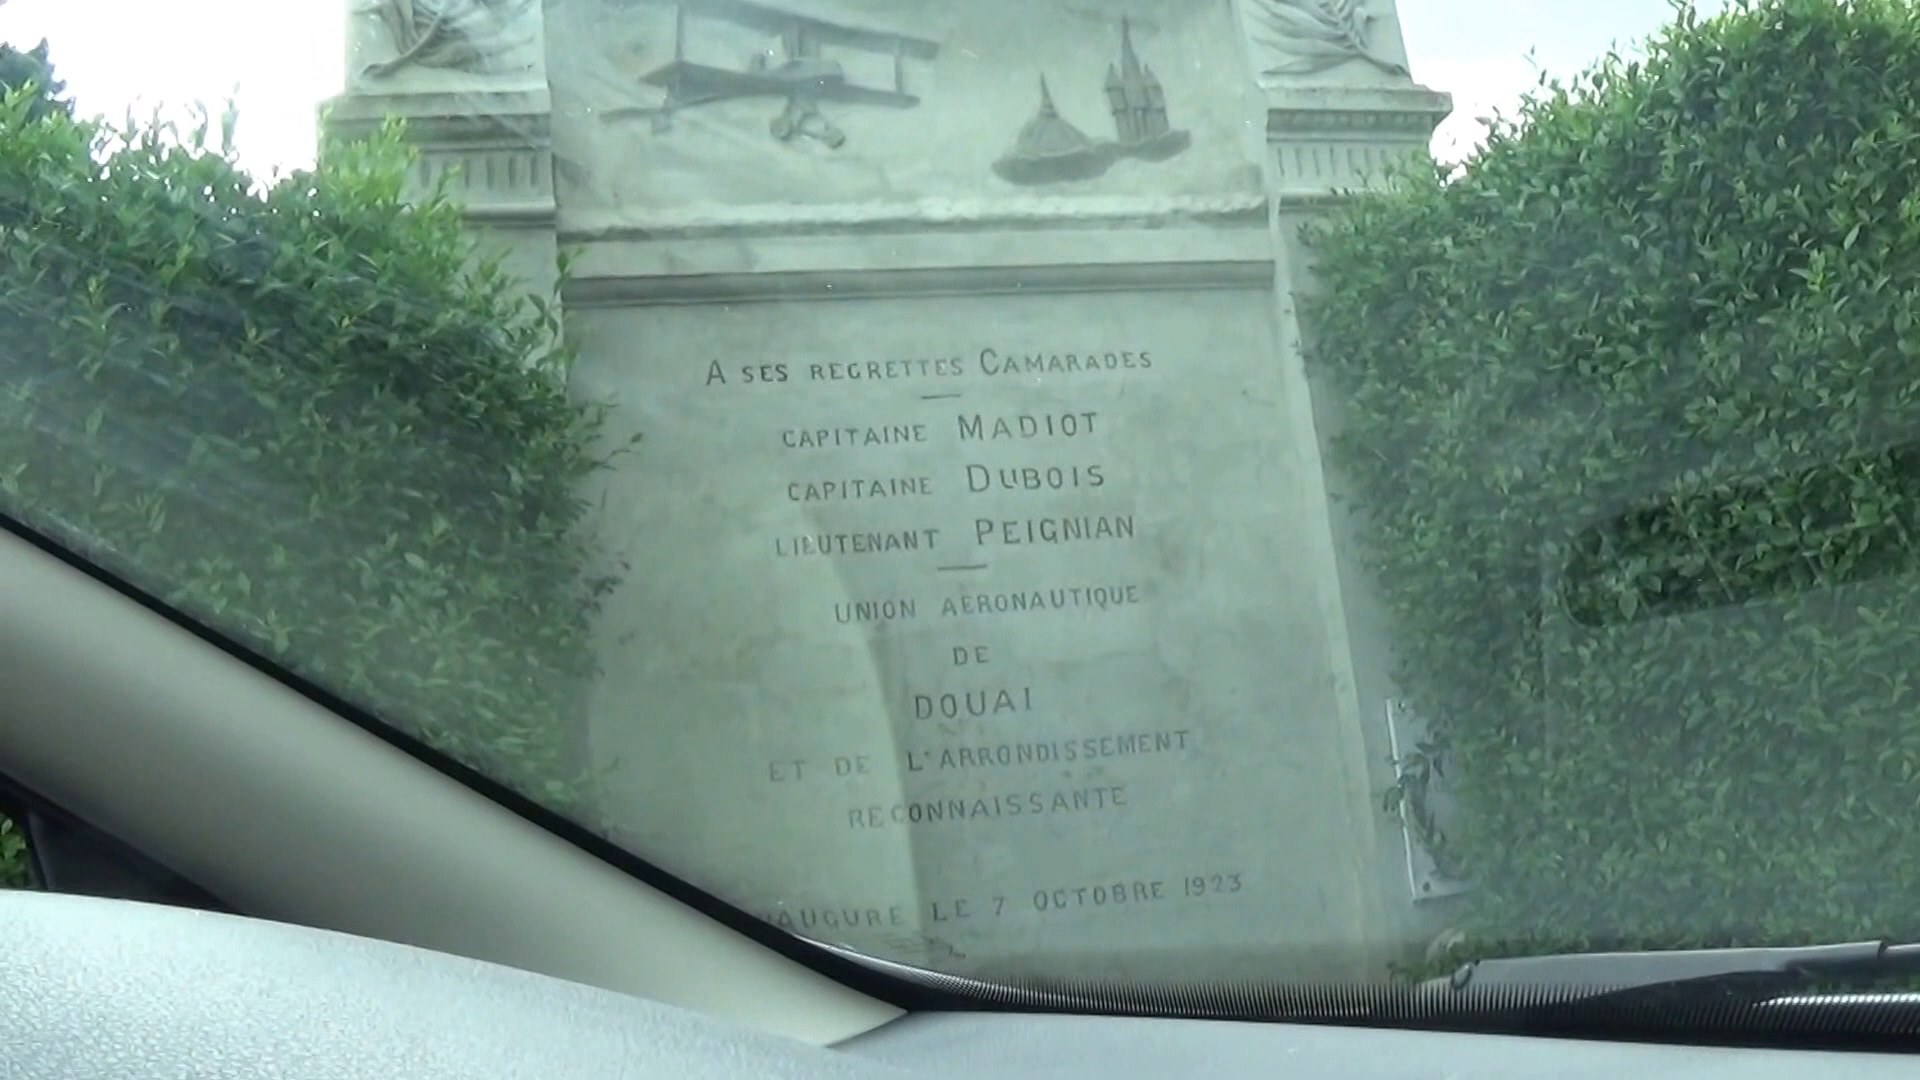 A SES REGRETTES CAMARADES
CAPITAINE MADIOT
CAPITAINE DUBOIS
LIEUTENANT PEIGNIAN
UNION AERONAUTIQUE
DE
DOUAI
ET DE L'ARRONDISSEMENT
RECONNAISSANTE
LE 7 OCTOBRE 1923